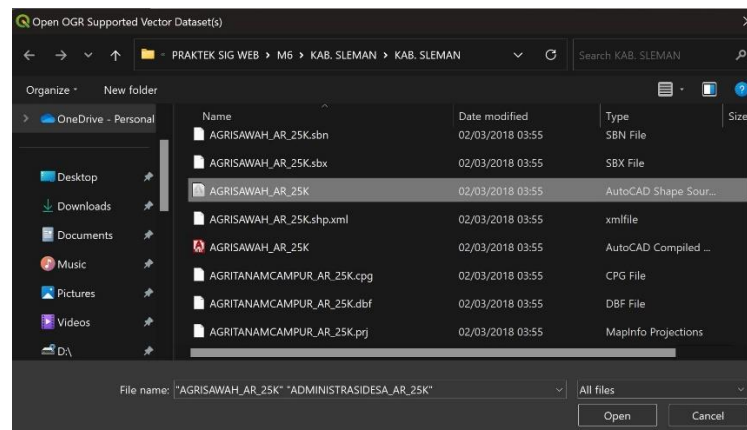 Open OGR Supported Vector Dataset(s)
PRAKTEK SIG WEB > M6 > KAB. SLEMAN > KAB. SLEMAN
Search KAB. SLEMAN
Organize
New folder
OneDrive - Personal
Desktop
Downloads
Documents
Music
Pictures
Videos
D:\
Name Date modified Type Size
AGRISAWAH_AR_25K.sbn 02/03/2018 03:55 SBN File
AGRISAWAH_AR_25K.sbx 02/03/2018 03:55 SBX File
AGRISAWAH_AR_25K 02/03/2018 03:55 AutoCAD Shape Sour...
AGRISAWAH_AR_25K.shp.xml 02/03/2018 03:55 xmlfile
AGRISAWAH_AR_25K 02/03/2018 03:55 AutoCAD Compiled ...
AGRITANAMCAMPUR_AR_25K.cpg 02/03/2018 03:55 CPG File
AGRITANAMCAMPUR_AR_25K.dbf 02/03/2018 03:55 DBF File
AGRITANAMCAMPUR_AR_25K.prj 02/03/2018 03:55 MapInfo Projections
File name: "AGRISAWAH_AR_25K" "ADMINISTRASIDESA_AR_25K"
All files
Open
Cancel